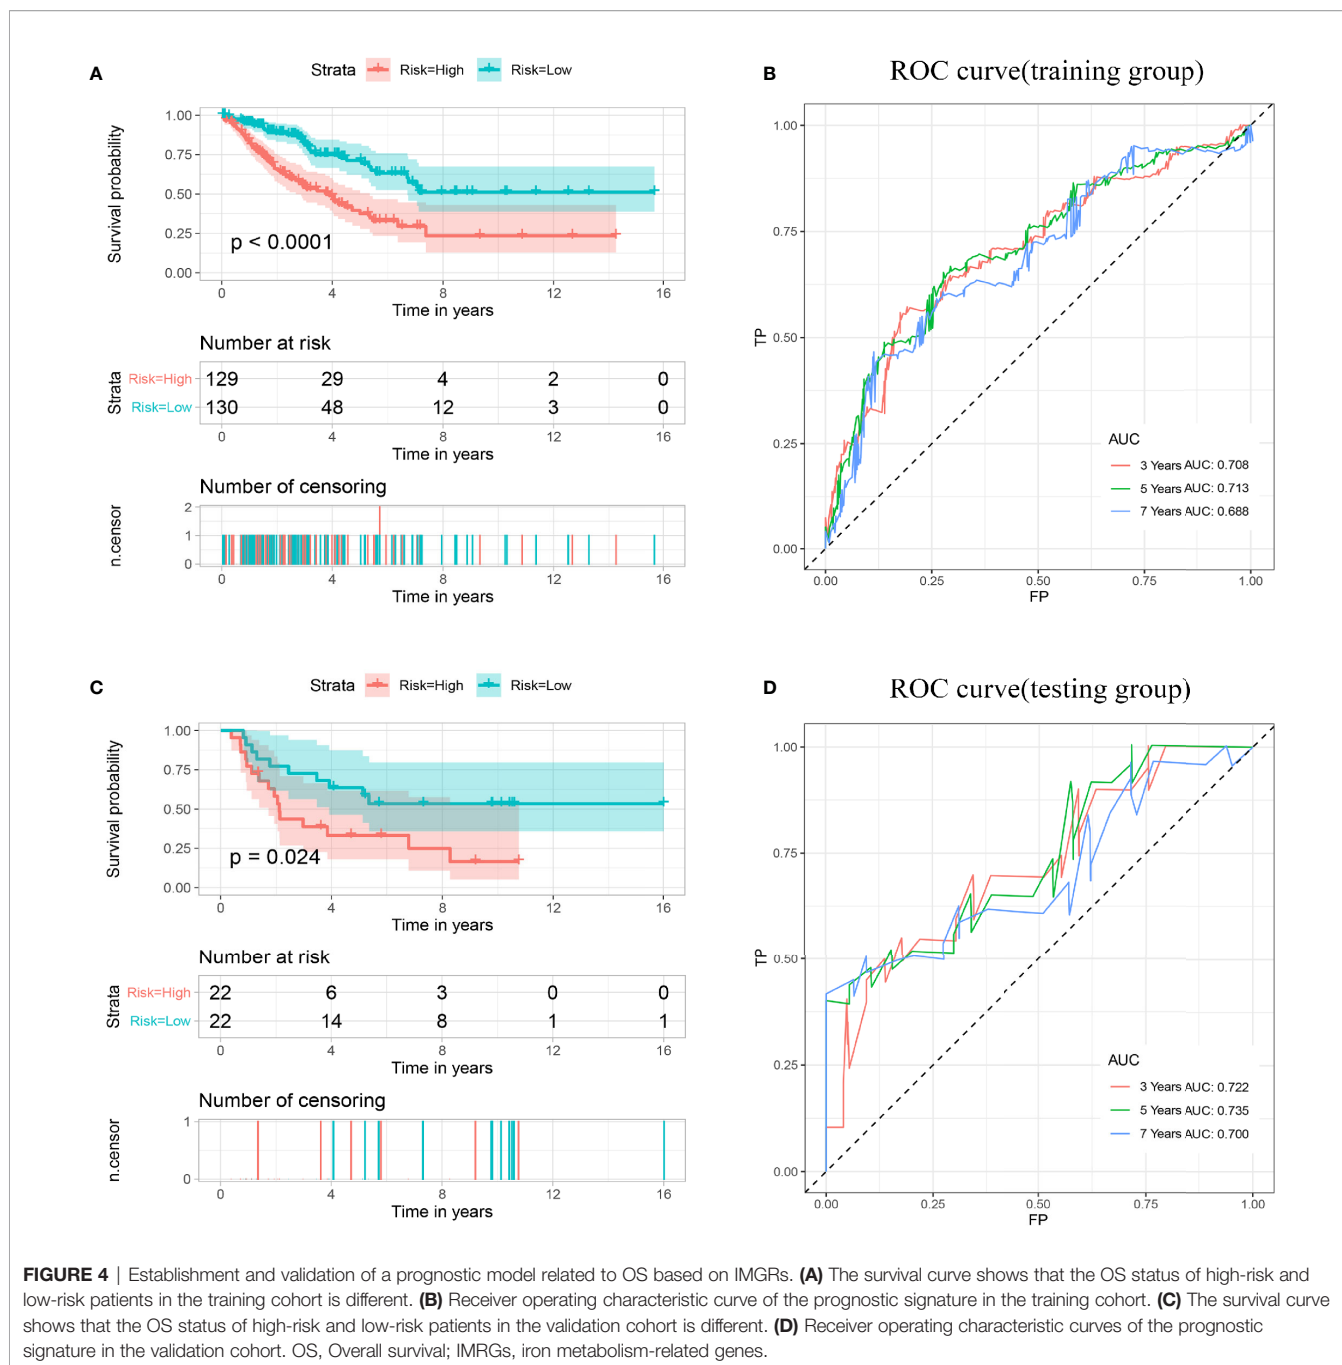 A
Strata Risk=High Risk=Low
Survival probability
1.00
0.75
0.50
0.25
0.00
p < 0.0001
0 4 8 12 16
Time in years
Number at risk
Strata
Risk=High 129 29 4 2 0
Risk=Low 130 48 12 3 0
0 4 8 12 16
Time in years
Number of censoring
n.censor
2
1
0
0 4 8 12 16
Time in years
B
ROC curve(training group)
TP
1.00
0.75
0.50
0.25
0.00
AUC
3 Years AUC: 0.708
5 Years AUC: 0.713
7 Years AUC: 0.688
0.00 0.25 0.50 0.75 1.00
FP
C
Strata Risk=High Risk=Low
Survival probability
1.00
0.75
0.50
0.25
0.00
p = 0.024
0 4 8 12 16
Time in years
Number at risk
Strata
Risk=High 22 6 3 0 0
Risk=Low 22 14 8 1 1
0 4 8 12 16
Time in years
Number of censoring
n.censor
1
0
0 4 8 12 16
Time in years
D
ROC curve(testing group)
TP
1.00
0.75
0.50
0.25
0.00
AUC
3 Years AUC: 0.722
5 Years AUC: 0.735
7 Years AUC: 0.700
0.00 0.25 0.50 0.75 1.00
FP
FIGURE 4 | Establishment and validation of a prognostic model related to OS based on IMGRs. (A) The survival curve shows that the OS status of high-risk and
low-risk patients in the training cohort is different. (B) Receiver operating characteristic curve of the prognostic signature in the training cohort. (C) The survival curve
shows that the OS status of high-risk and low-risk patients in the validation cohort is different. (D) Receiver operating characteristic curves of the prognostic
signature in the validation cohort. OS, Overall survival; IMRGs, iron metabolism-related genes.